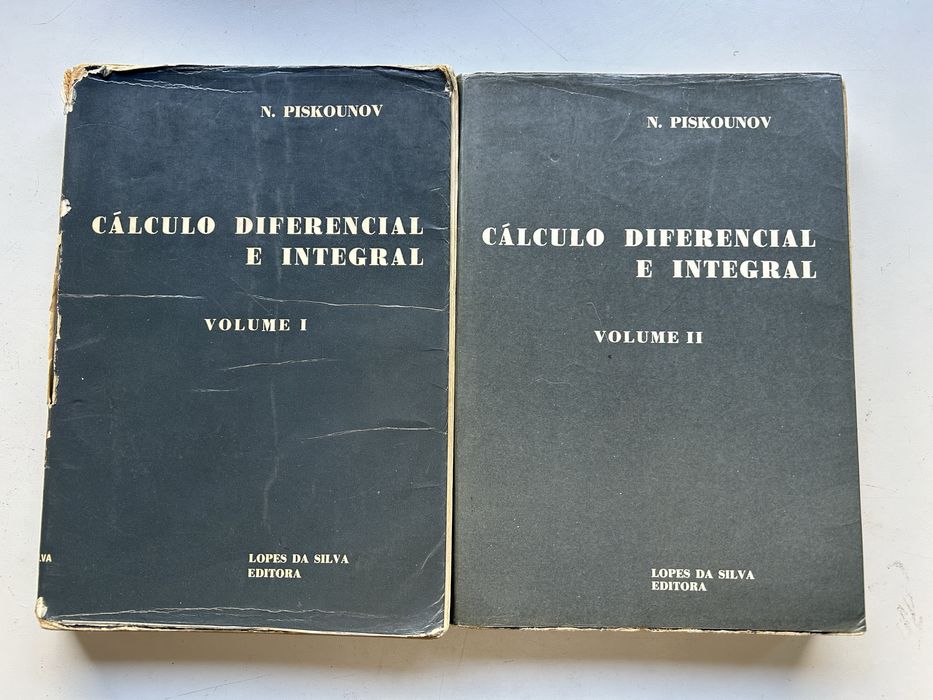 N. PISKOUNOV
CÁLCULO DIFERENCIAL
E INTEGRAL
VOLUME I
LOPES DA SILVA
EDITORA
LVA
N. PISKOUNOV
CÁLCULO DIFERENCIAL
E INTEGRAL
VOLUME II
LOPES DA SILVA
EDITORA